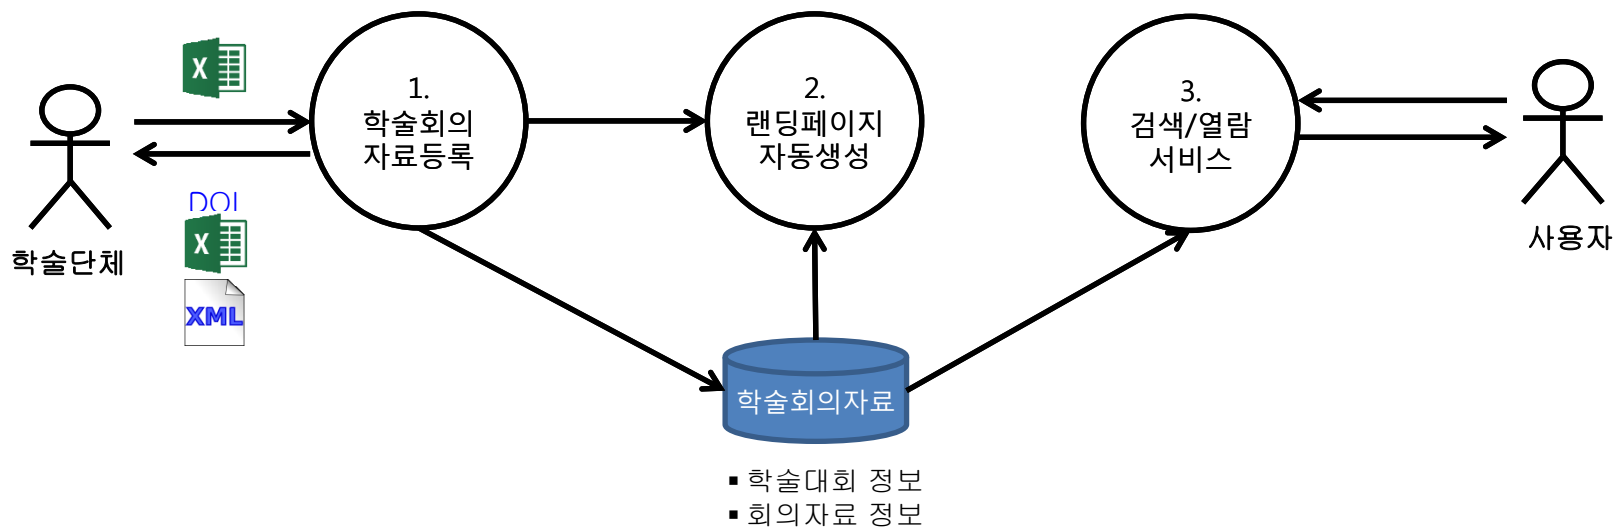 X
1.
학술회의
자료등록
2.
랜딩페이지
자동생성
3.
검색/열람
서비스
DOI
X
XML
학술단체
사용자
학술회의자료
▪ 학술대회 정보
▪ 회의자료 정보